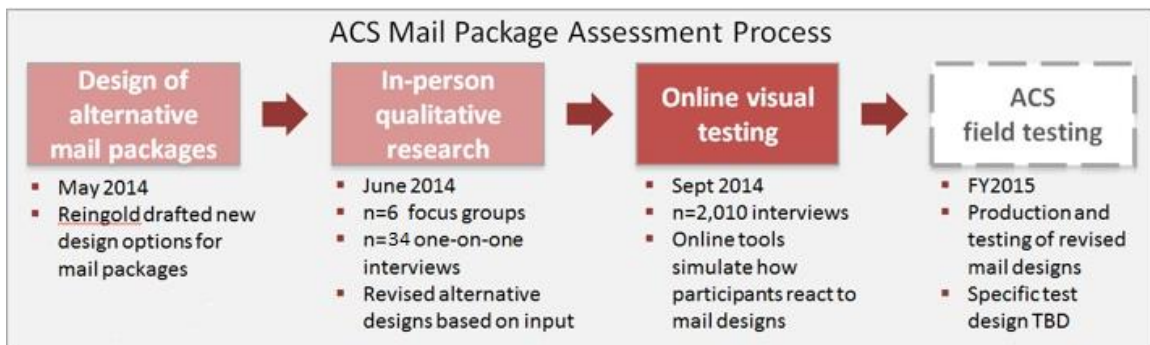 ACS Mail Package Assessment Process
Design of
alternative
mail packages
▪ May 2014
▪ Reingold drafted new
design options for
mail packages
In-person
qualitative
research
▪ June 2014
▪ n=6 focus groups
▪ n=34 one-on-one
interviews
▪ Revised alternative
designs based on input
Online visual
testing
▪ Sept 2014
▪ n=2,010 interviews
▪ Online tools
simulate how
participants react to
mail designs
ACS
field testing
▪ FY2015
▪ Production and
testing of revised
mail designs
▪ Specific test
design TBD